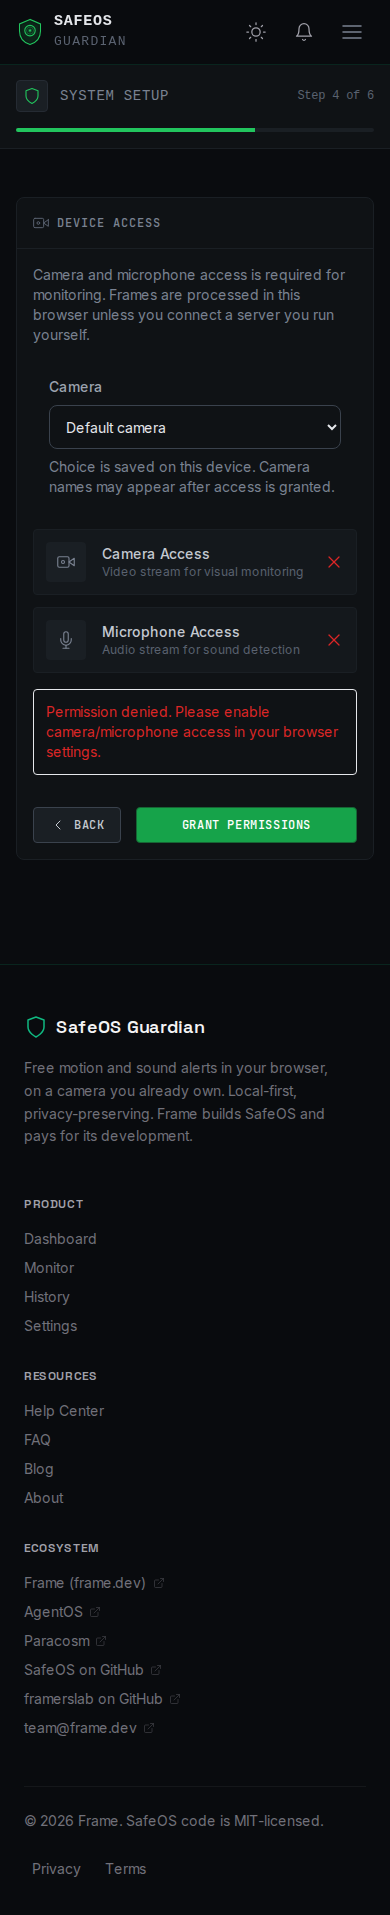 SAFEOS
GUARDIAN
SYSTEM SETUP
Step 4 of 6
DEVICE ACCESS
Camera and microphone access is required for
monitoring. Frames are processed in this
browser unless you connect a server you run
yourself.
Camera
Default camera
Choice is saved on this device. Camera
names may appear after access is granted.
Camera Access
Video stream for visual monitoring
Microphone Access
Audio stream for sound detection
Permission denied. Please enable
camera/microphone access in your browser
settings.
BACK
GRANT PERMISSIONS
SafeOS Guardian
Free motion and sound alerts in your browser,
on a camera you already own. Local-first,
privacy-preserving. Frame builds SafeOS and
pays for its development.
PRODUCT
Dashboard
Monitor
History
Settings
RESOURCES
Help Center
FAQ
Blog
About
ECOSYSTEM
Frame (frame.dev)
AgentOS
Paracosm
SafeOS on GitHub
framerslab on GitHub
team@frame.dev
© 2026 Frame. SafeOS code is MIT-licensed.
Privacy
Terms